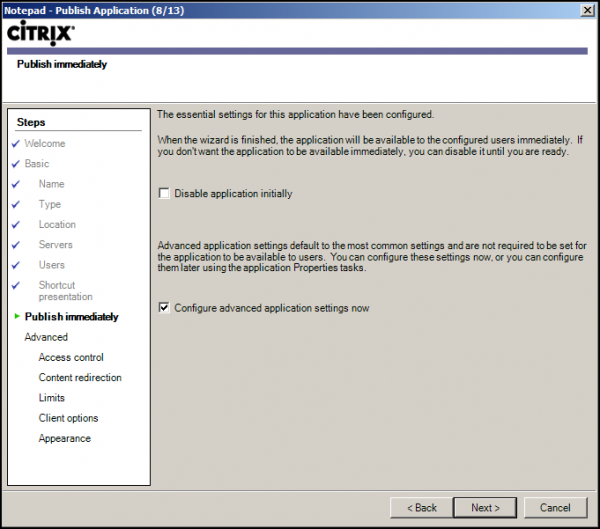 Notepad - Publish Application (8/13)
CITRIX
Publish immediately
Steps
Welcome
Basic
Name
Type
Location
Servers
Users
Shortcut
presentation
Publish immediately
Advanced
Access control
Content redirection
Limits
Client options
Appearance
The essential settings for this application have been configured.
When the wizard is finished, the application will be available to the configured users immediately. If
you don't want the application to be available immediately, you can disable it until you are ready.
Disable application initially
Advanced application settings default to the most common settings and are not required to be set for
the application to be available to users. You can configure these settings now, or you can configure
them later using the application Properties tasks.
Configure advanced application settings now
< Back
Next >
Cancel